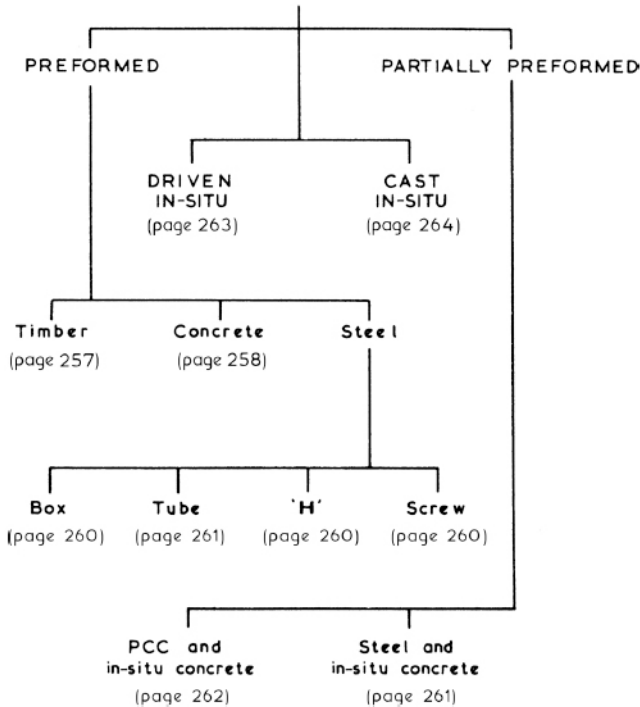 PREFORMED
PARTIALLY PREFORMED
DRIVEN
IN-SITU
(page 263)
CAST
IN-SITU
(page 264)
Timber
(page 257)
Concrete
(page 258)
Steel
Box
(page 260)
Tube
(page 261)
'H'
(page 260)
Screw
(page 260)
PCC and
in-situ concrete
(page 262)
Steel and
in-situ concrete
(page 261)